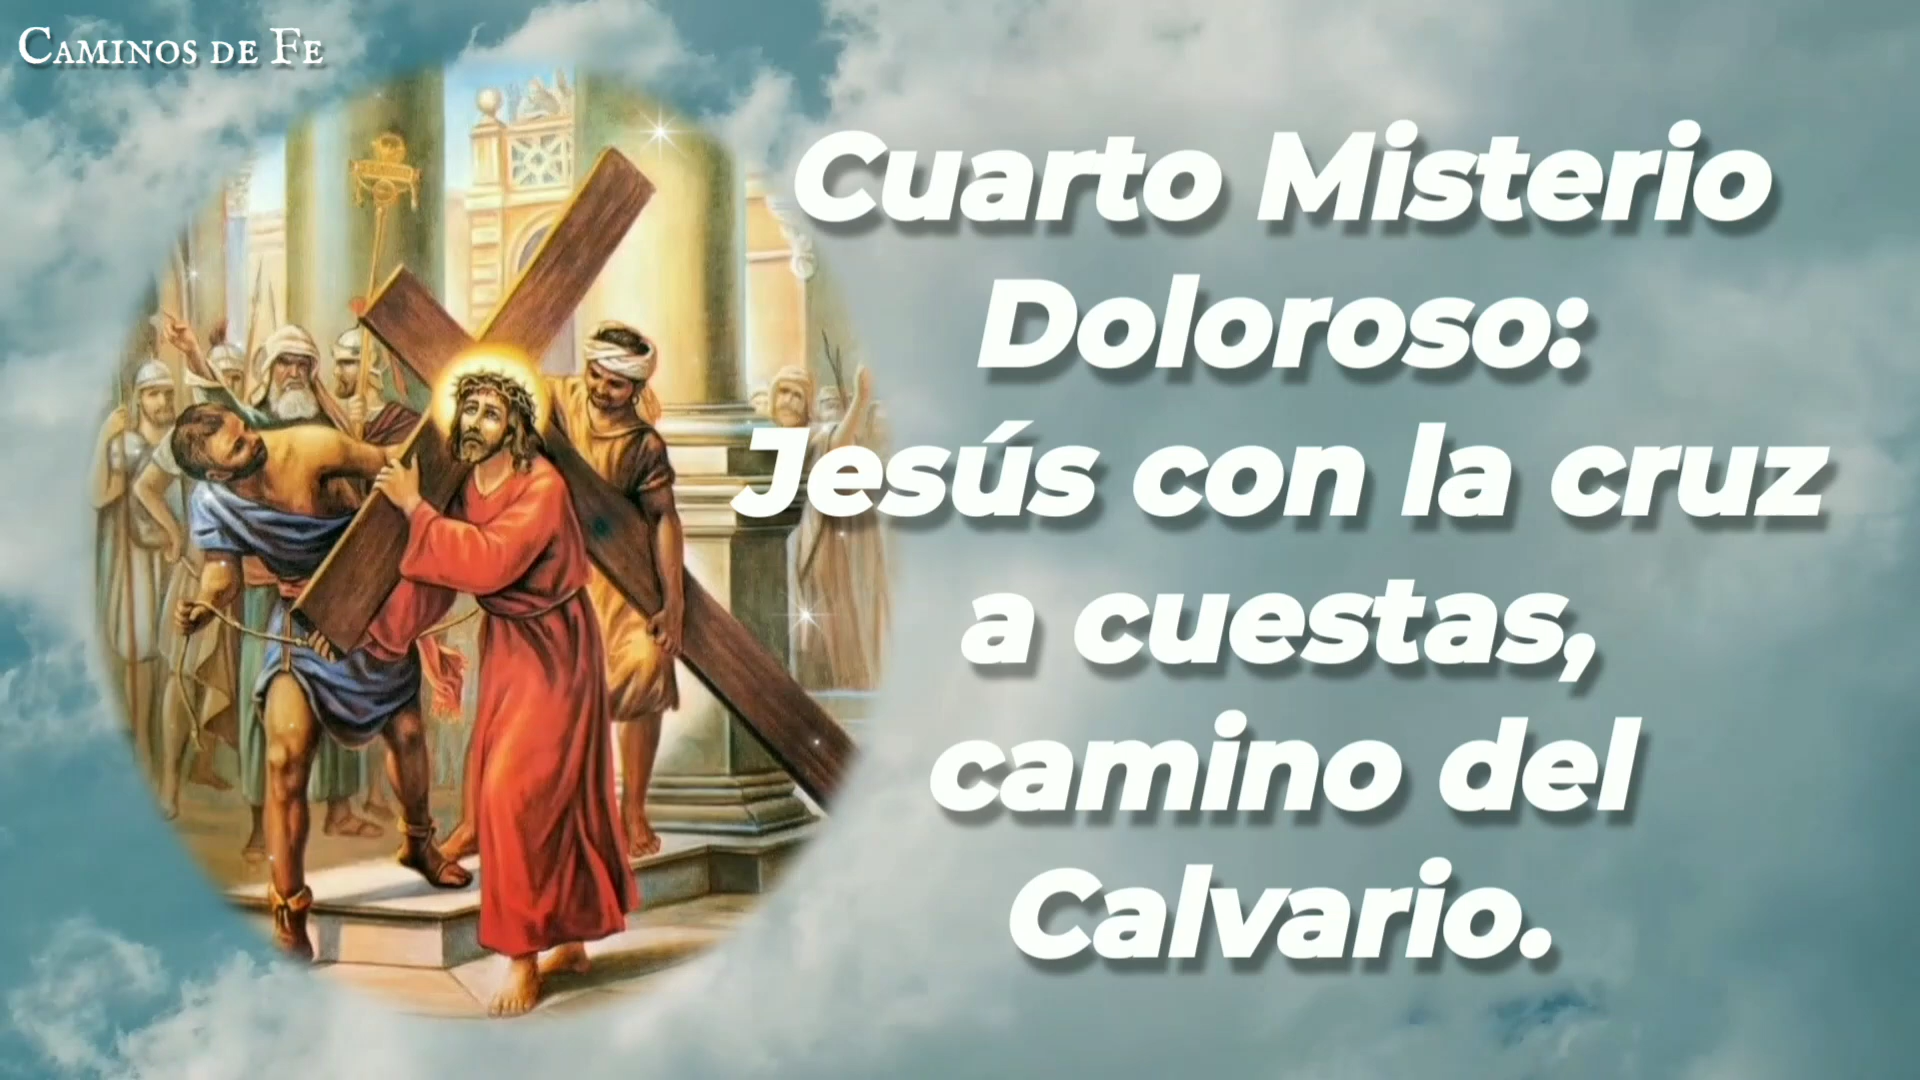 Caminos de Fe
Cuarto Misterio
Doloroso:
Jesús con la cruz
a cuestas,
camino del
Calvario.